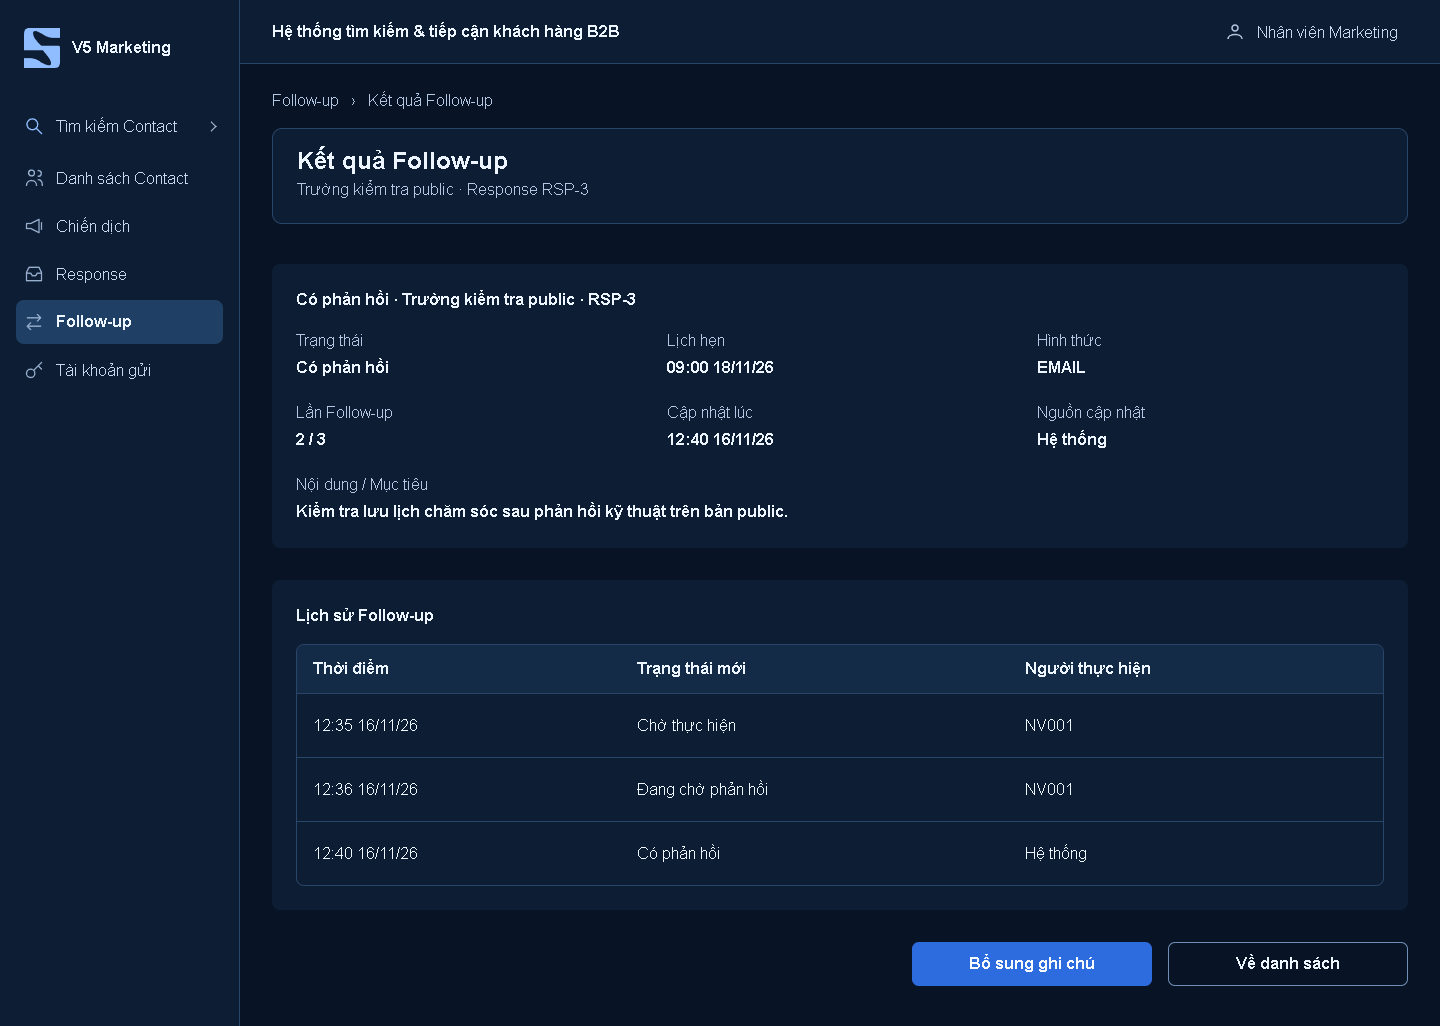 V5 Marketing
Hệ thống tìm kiếm & tiếp cận khách hàng B2B
Nhân viên Marketing
Tìm kiếm Contact
Danh sách Contact
Chiến dịch
Response
Follow-up
Tài khoản gửi
Follow-up › Kết quả Follow-up
Kết quả Follow-up
Trường kiểm tra public · Response RSP-3
Có phản hồi · Trường kiểm tra public · RSP-3
Trạng thái Lịch hẹn Hình thức
Có phản hồi 09:00 18/11/26 EMAIL
Lần Follow-up Cập nhật lúc Nguồn cập nhật
2 / 3 12:40 16/11/26 Hệ thống
Nội dung / Mục tiêu
Kiểm tra lưu lịch chăm sóc sau phản hồi kỹ thuật trên bản public.
Lịch sử Follow-up
Thời điểm Trạng thái mới Người thực hiện
12:35 16/11/26 Chờ thực hiện NV001
12:36 16/11/26 Đang chờ phản hồi NV001
12:40 16/11/26 Có phản hồi Hệ thống
Bổ sung ghi chú Về danh sách